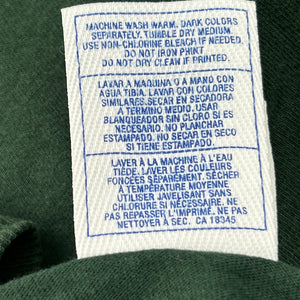 MACHINE WASH WARM, DARK COLORS
SEPARATELY, TUMBLE DRY MEDIUM.
USE NON-CHLORINE BLEACH IF NEEDED.
DO NOT IRON PRINT
DO NOT DRY CLEAN IF PRINTED.
LAVAR A MAQUINA O A MANO CON
AGUA TIBIA. LAVAR CON COLORES
SIMILARES. SECAR EN SECADORA
A TERMINO MEDIO. USAR
BLANQUEADOR SIN CLORO SI ES
NECESARIO. NO PLANCHAR
ESTAMPADO. NO SECAR EN SECO
SI TIENE ESTAMPADO.
LAVER À LA MACHINE À L'EAU
TIÈDE. LAVER LES COULEURS
FONCÉES SÉPARÉMENT. SÉCHER
À TEMPÉRATURE MOYENNE
UTILISER JAVELISANT SANS
CHLORURE SI NÉCESSAIRE. NE
PAS REPASSER L'IMPRIMÉ. NE PAS
NETTOYER À SEC. CA 18345